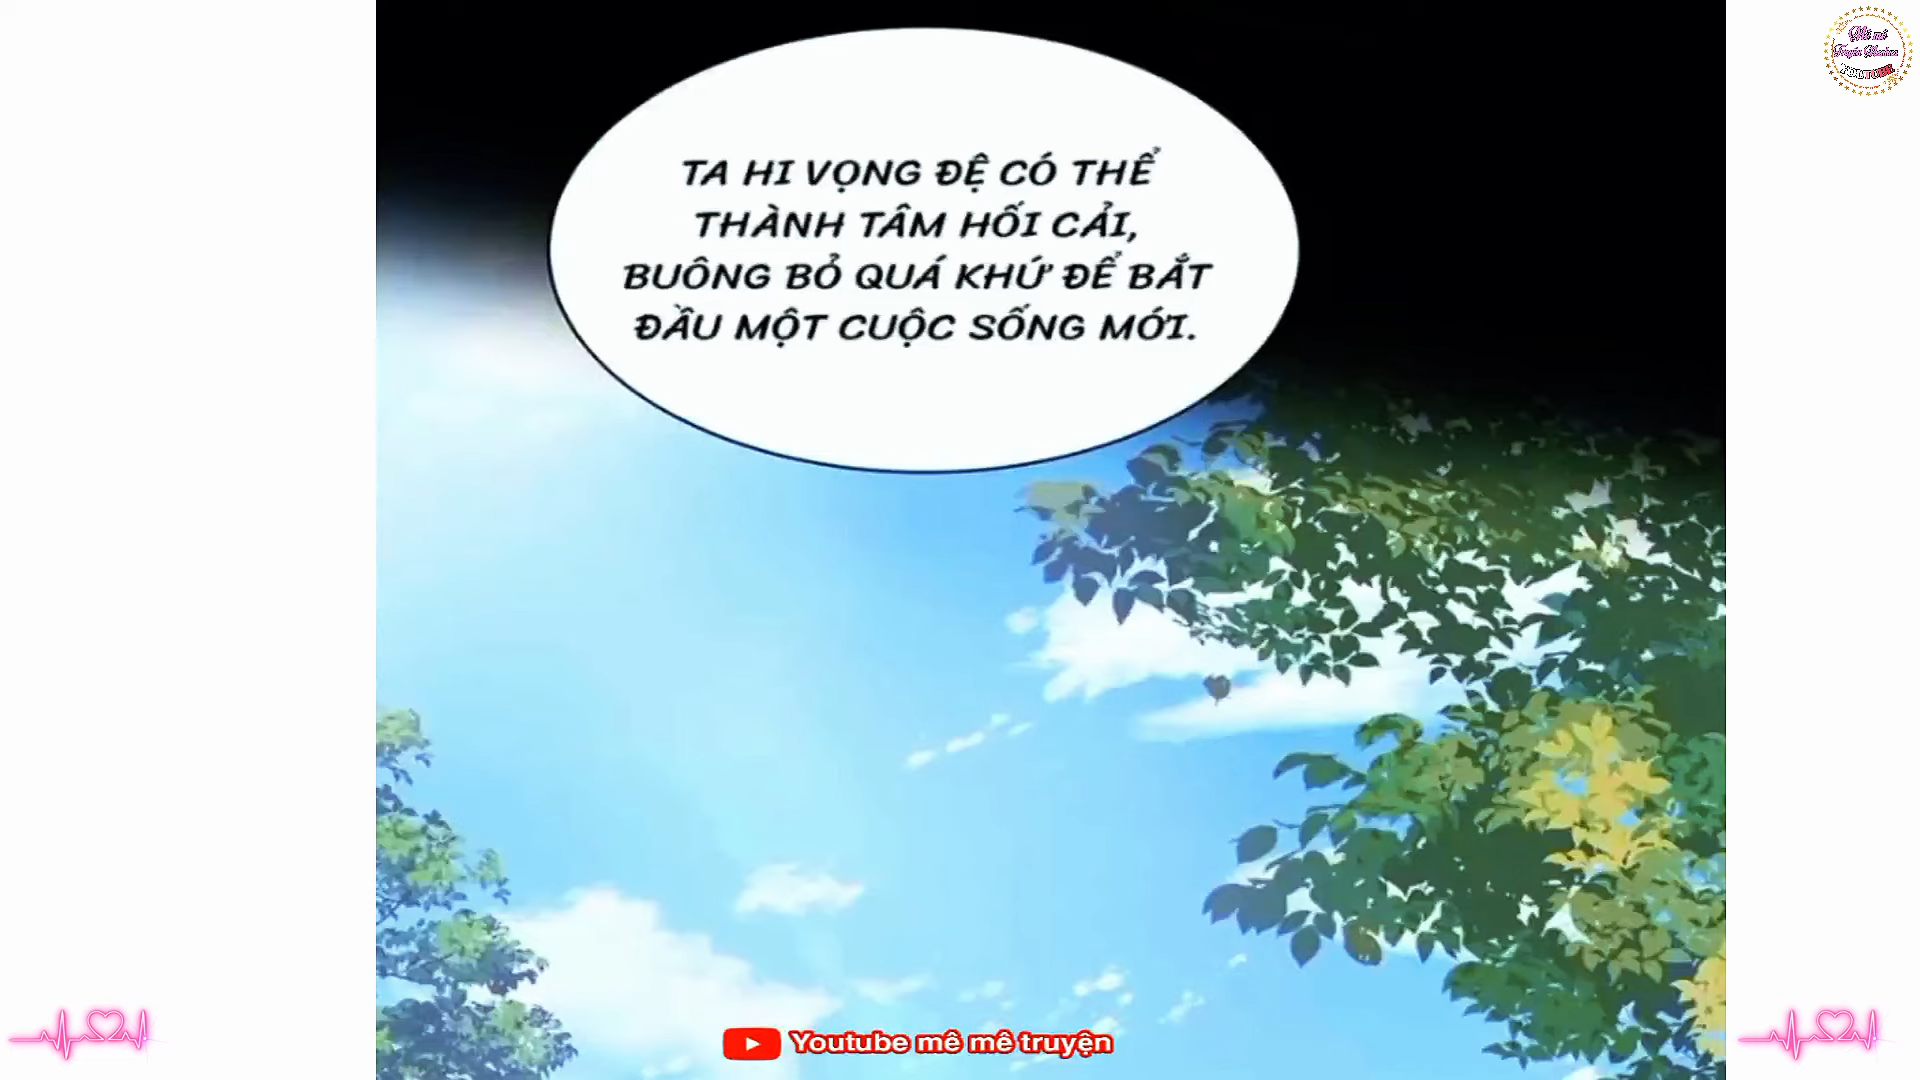 TA HI VỌNG ĐỆ CÓ THỂ
THÀNH TÂM HỐI CẢI,
BUÔNG BỎ QUÁ KHỨ ĐỂ BẮT
ĐẦU MỘT CUỘC SỐNG MỚI.
Youtube mê mê truyện